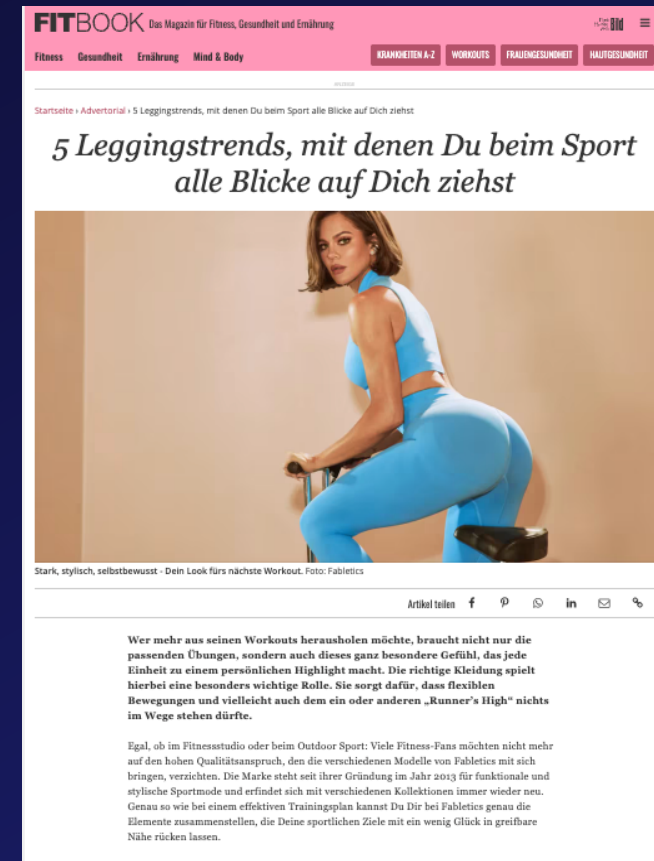 FITBOOK Das Magazin für Fitness, Gesundheit und Ernährung
Bild
Fitness Gesundheit Ernährung Mind & Body
KRANKHEITEN A-Z WORKOUTS FRAUENGESUNDHEIT HAUTGESUNDHEIT
ANZEIGE
Startseite › Advertorial › 5 Leggingstrends, mit denen Du beim Sport alle Blicke auf Dich ziehst
5 Leggingstrends, mit denen Du beim Sport
alle Blicke auf Dich ziehst
Stark, stylisch, selbstbewusst - Dein Look fürs nächste Workout. Foto: Fabletics
Artikel teilen
Wer mehr aus seinen Workouts herausholen möchte, braucht nicht nur die
passenden Übungen, sondern auch dieses ganz besondere Gefühl, das jede
Einheit zu einem persönlichen Highlight macht. Die richtige Kleidung spielt
hierbei eine besonders wichtige Rolle. Sie sorgt dafür, dass flexiblen
Bewegungen und vielleicht auch dem ein oder anderen „Runner's High“ nichts
im Wege stehen dürfte.
Egal, ob im Fitnessstudio oder beim Outdoor Sport: Viele Fitness-Fans möchten nicht mehr
auf den hohen Qualitätsanspruch, den die verschiedenen Modelle von Fabletics mit sich
bringen, verzichten. Die Marke steht seit ihrer Gründung im Jahr 2013 für funktionale und
stylische Sportmode und erfindet sich mit verschiedenen Kollektionen immer wieder neu.
Genau so wie bei einem effektiven Trainingsplan kannst Du Dir bei Fabletics genau die
Elemente zusammenstellen, die Deine sportlichen Ziele mit ein wenig Glück in greifbare
Nähe rücken lassen.